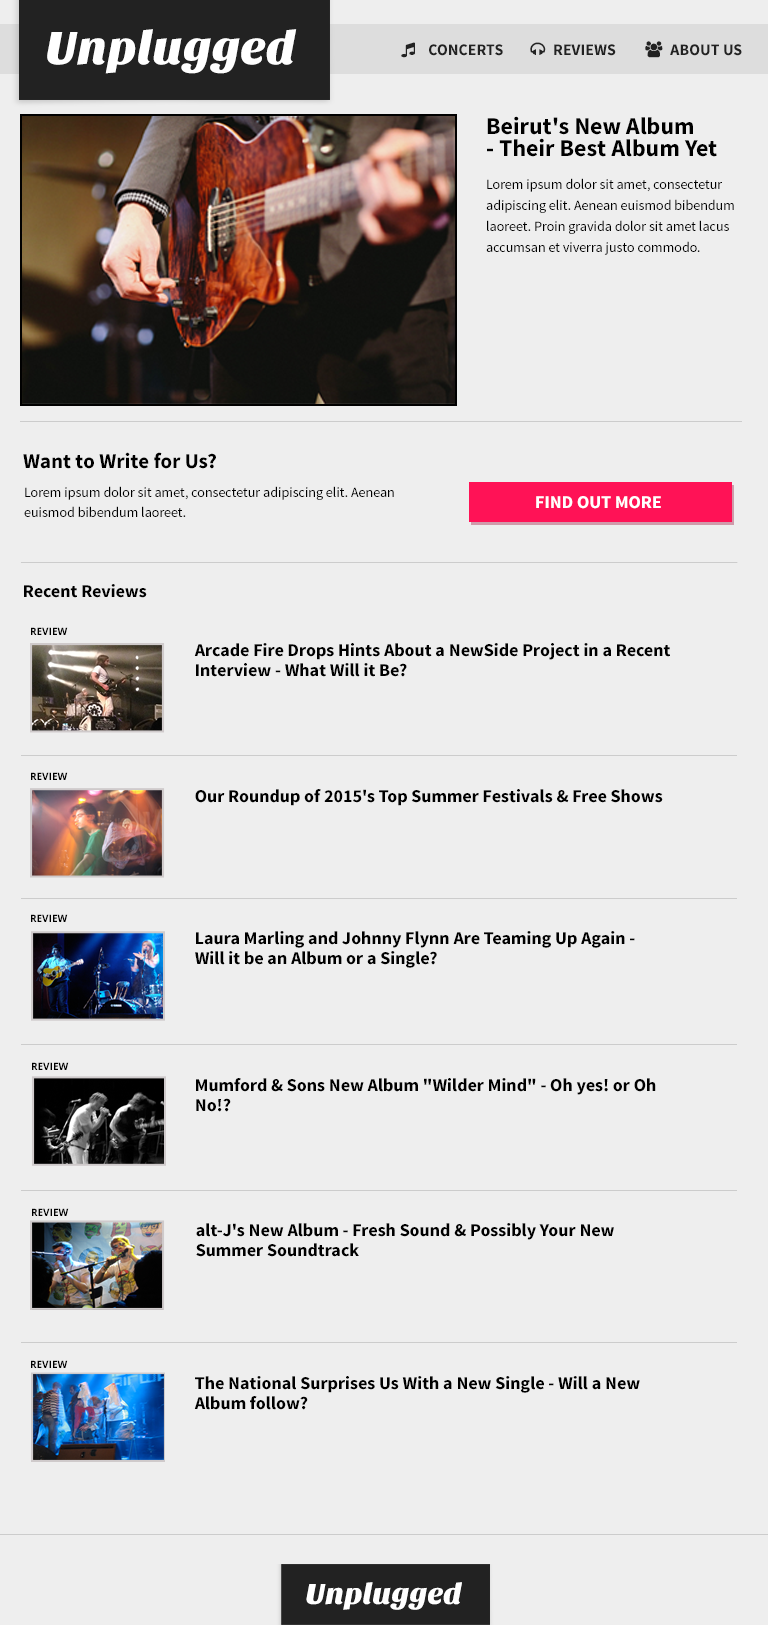 Unplugged
CONCERTS
REVIEWS
ABOUT US
Beirut's New Album
- Their Best Album Yet
Lorem ipsum dolor sit amet, consectetur
adipiscing elit. Aenean euismod bibendum
laoreet. Proin gravida dolor sit amet lacus
accumsan et viverra justo commodo.
Want to Write for Us?
Lorem ipsum dolor sit amet, consectetur adipiscing elit. Aenean
euismod bibendum laoreet.
FIND OUT MORE
Recent Reviews
REVIEW
Arcade Fire Drops Hints About a NewSide Project in a Recent
Interview - What Will it Be?
REVIEW
Our Roundup of 2015's Top Summer Festivals & Free Shows
REVIEW
Laura Marling and Johnny Flynn Are Teaming Up Again -
Will it be an Album or a Single?
REVIEW
Mumford & Sons New Album "Wilder Mind" - Oh yes! or Oh
No!?
REVIEW
alt-J's New Album - Fresh Sound & Possibly Your New
Summer Soundtrack
REVIEW
The National Surprises Us With a New Single - Will a New
Album follow?
Unplugged